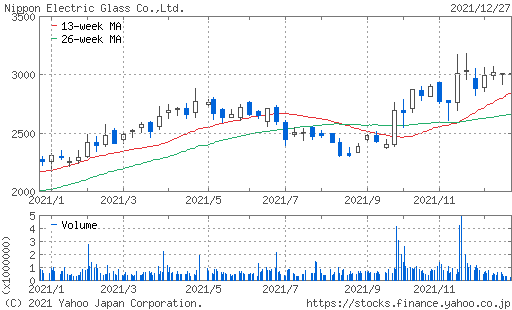 Nippon Electric Glass Co.,Ltd. 2021/12/27
13-week MA
26-week MA
3500
3000
2500
2000
2021/1 2021/3 2021/5 2021/7 2021/9 2021/11
Volume
5
4
3
2
1
0
(x10000000)
2021/1 2021/3 2021/5 2021/7 2021/9 2021/11
(C) 2021 Yahoo Japan Corporation. https://stocks.finance.yahoo.co.jp/